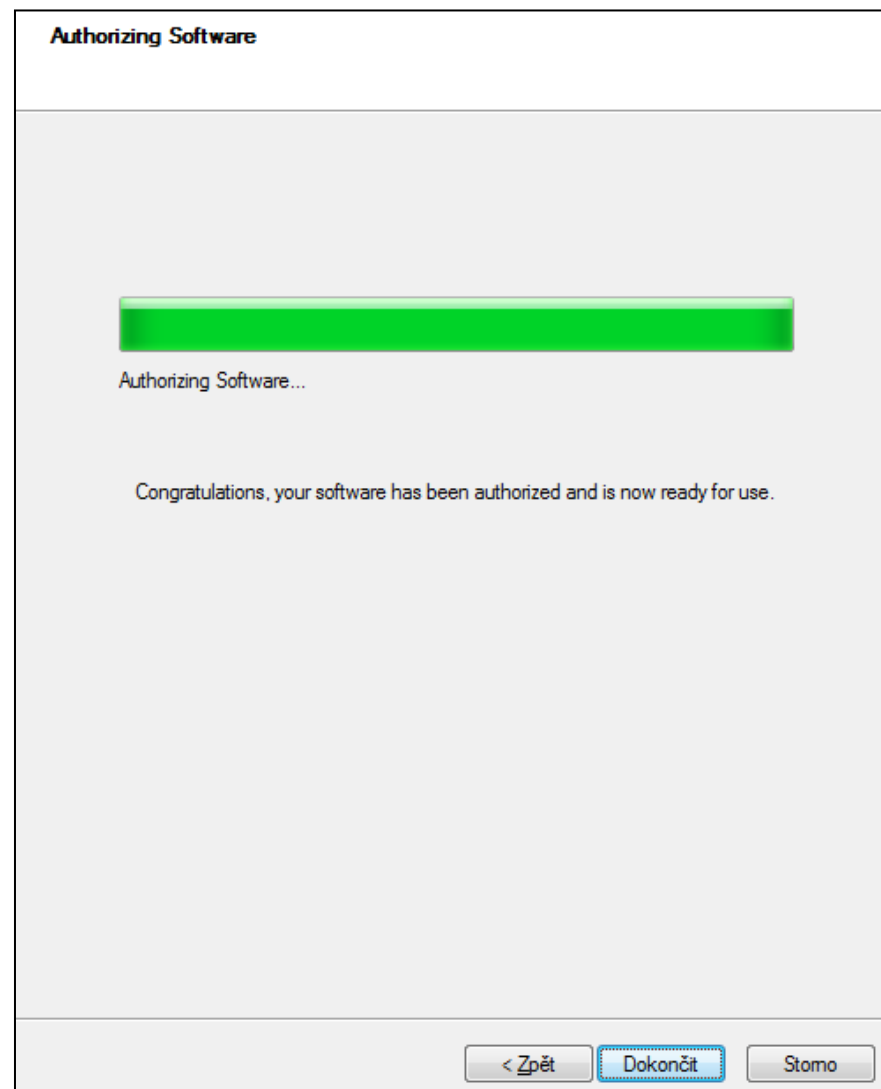 Authorizing Software
Authorizing Software...
Congratulations, your software has been authorized and is now ready for use.
< Zpět Dokončit Storno